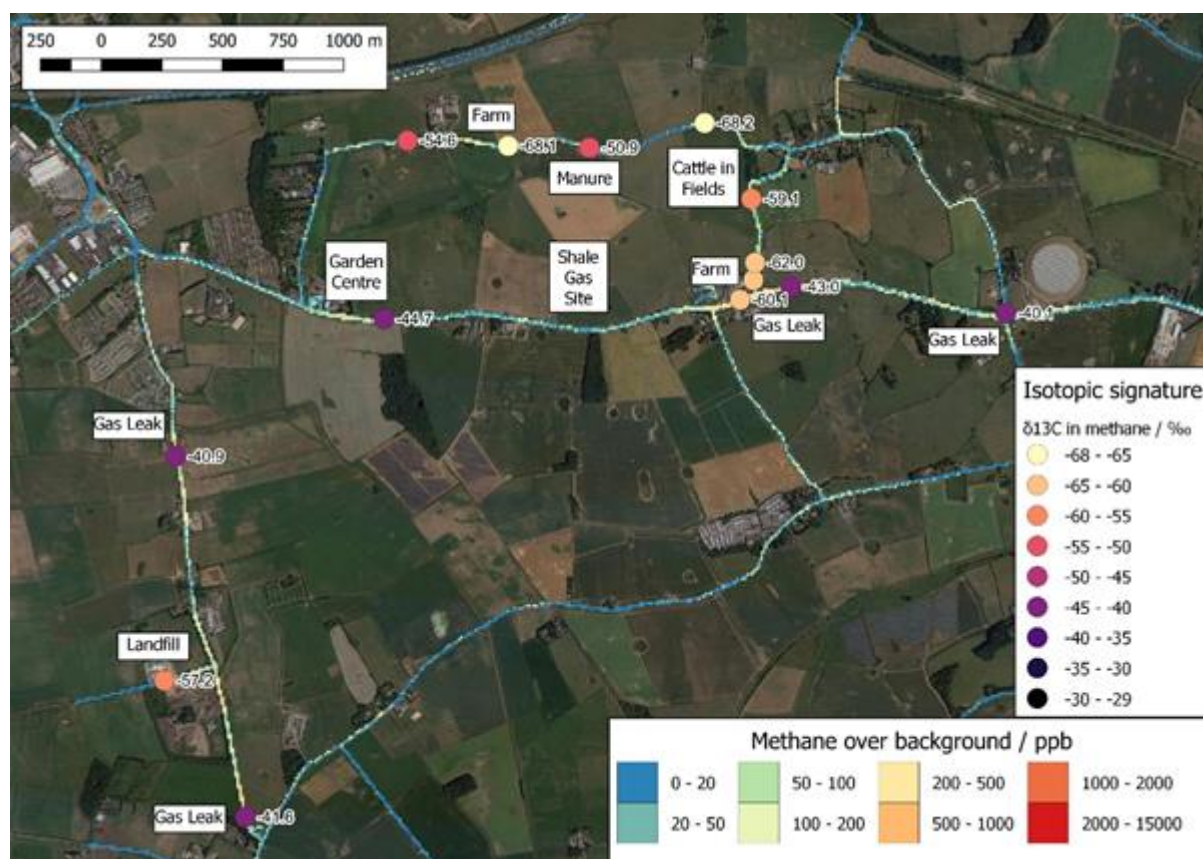 250 0 250 500 750 1000 m
Farm
-54.6
-68.1
-50.9
-68.2
Manure
Cattle in
Fields
-59.1
Garden
Centre
Shale
Gas
Site
-62.0
Farm
-60.1
-43.0
-44.7
Gas Leak
-40.1
Gas Leak
Gas Leak
-40.9
Landfill
-57.2
Gas Leak
-41.6
Isotopic signature
δ13C in methane / ‰
-68 - -65
-65 - -60
-60 - -55
-55 - -50
-50 - -45
-45 - -40
-40 - -35
-35 - -30
-30 - -29
Methane over background / ppb
0 - 20
50 - 100
200 - 500
1000 - 2000
20 - 50
100 - 200
500 - 1000
2000 - 15000